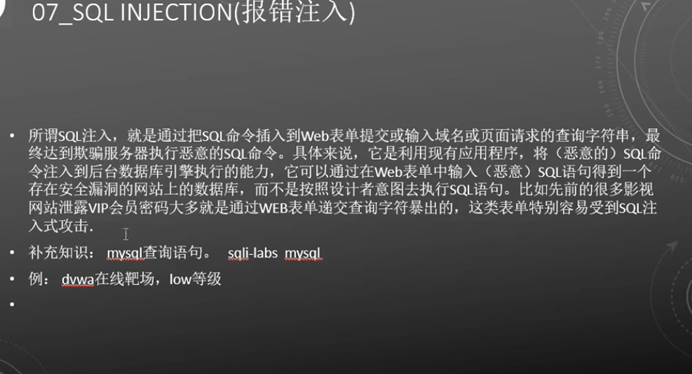 07_SQL INJECTION(报错注入)
• 所谓SQL注入，就是通过把SQL命令插入到Web表单提交或输入域名或页面请求的查询字符串，最
终达到欺骗服务器执行恶意的SQL命令。具体来说，它是利用现有应用程序，将（恶意的）SQL命
令注入到后台数据库引擎执行的能力，它可以通过在Web表单中输入（恶意）SQL语句得到一个
存在安全漏洞的网站上的数据库，而不是按照设计者意图去执行SQL语句。比如先前的很多影视
网站泄露VIP会员密码大多就是通过WEB表单递交查询字符暴出的，这类表单特别容易受到SQL注
入式攻击.
• 补充知识： mysql查询语句。 sqli-labs mysql
• 例： dvwa在线靶场，low等级
•